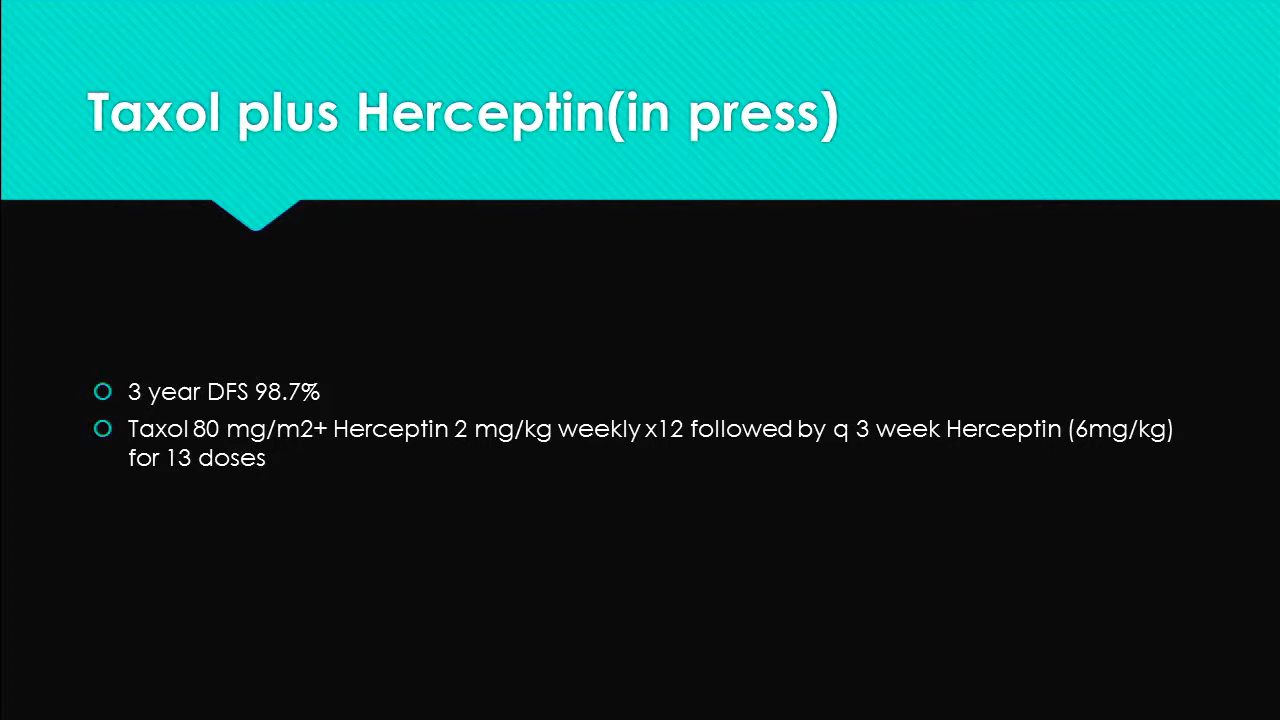 Taxol plus Herceptin(in press)
3 year DFS 98.7%
Taxol 80 mg/m2+ Herceptin 2 mg/kg weekly x12 followed by q 3 week Herceptin (6mg/kg)
for 13 doses